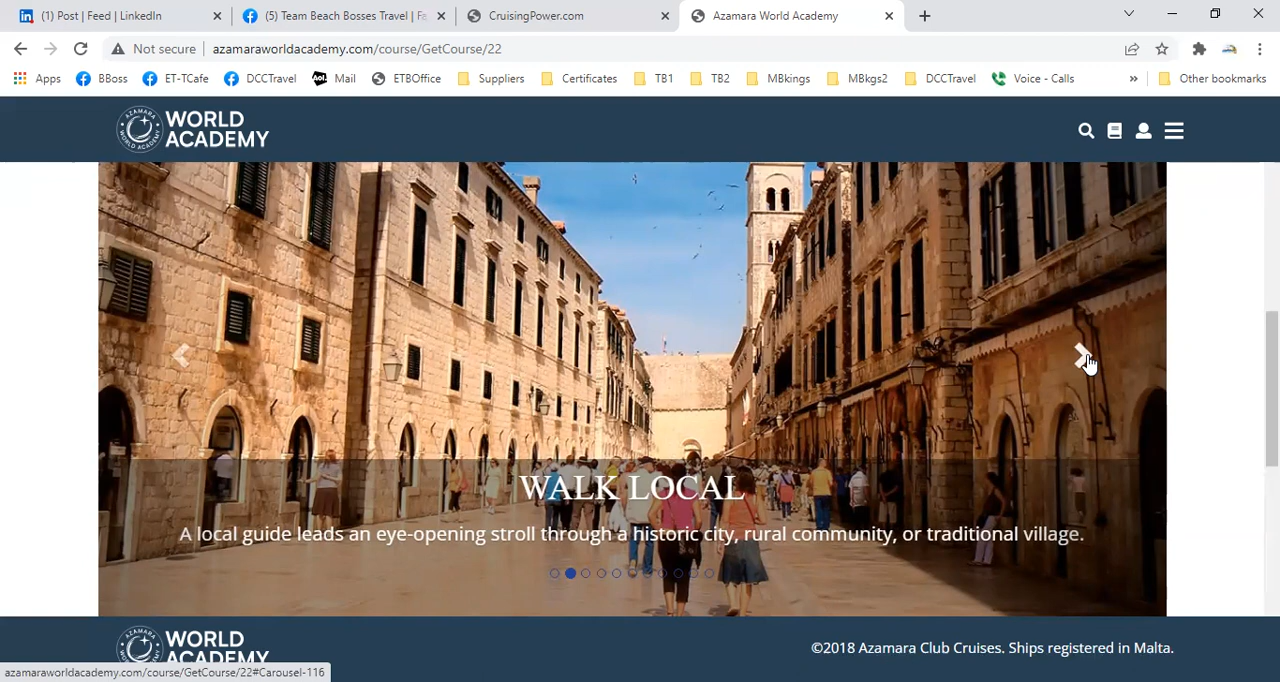 (1) Post | Feed | LinkedIn
(5) Team Beach Bosses Travel | Fa
CruisingPower.com
Azamara World Academy
Not secure
azamaraworldacademy.com/course/GetCourse/22
Apps
BBoss
ET-TCafe
DCCTravel
Aol.
Mail
ETBOffice
Suppliers
Certificates
TB1
TB2
MBkings
MBkgs2
DCCTravel
Voice - Calls
»
Other bookmarks
AZAMARA WORLD ACADEMY
WORLD
ACADEMY
WALK LOCAL
A local guide leads an eye-opening stroll through a historic city, rural community, or traditional village.
WORLD
ACADEMY
©2018 Azamara Club Cruises. Ships registered in Malta.
azamaraworldacademy.com/course/GetCourse/22#Carousel-116